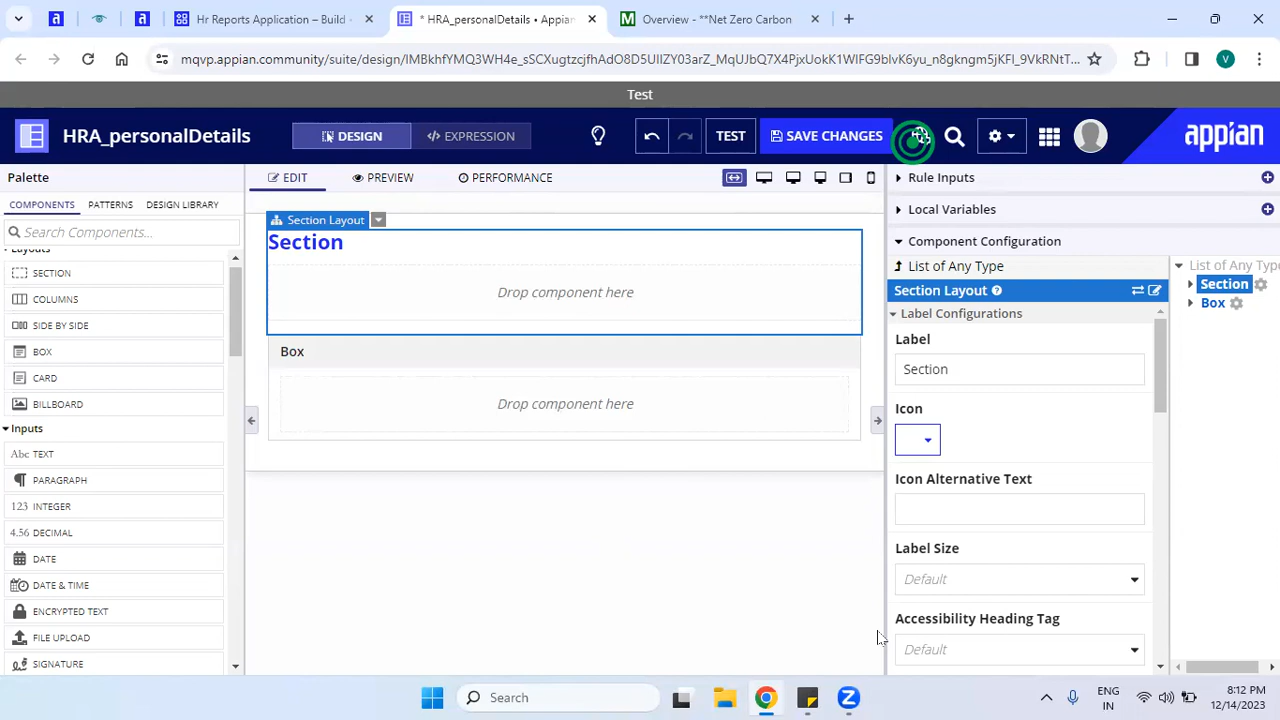 Hr Reports Application – Build
* HRA_personalDetails • Appian
Overview - **Net Zero Carbon
mqvp.appian.community/suite/design/
Test
HRA_personalDetails
DESIGN
</> EXPRESSION
TEST
SAVE CHANGES
appian
Palette
EDIT
PREVIEW
PERFORMANCE
Rule Inputs
COMPONENTS
PATTERNS
DESIGN LIBRARY
Local Variables
Search Components...
Section Layout
Section
Component Configuration
Layouts
List of Any Type
List of Any Type
SECTION
Section Layout
Section
COLUMNS
Drop component here
Box
Label Configurations
SIDE BY SIDE
Label
BOX
Box
Section
CARD
Icon
BILLBOARD
Drop component here
Inputs
Abc TEXT
Icon Alternative Text
PARAGRAPH
123 INTEGER
4.56 DECIMAL
Label Size
DATE
Default
DATE & TIME
ENCRYPTED TEXT
Accessibility Heading Tag
FILE UPLOAD
Default
SIGNATURE
Search
ENG
IN
8:12 PM
12/14/2023